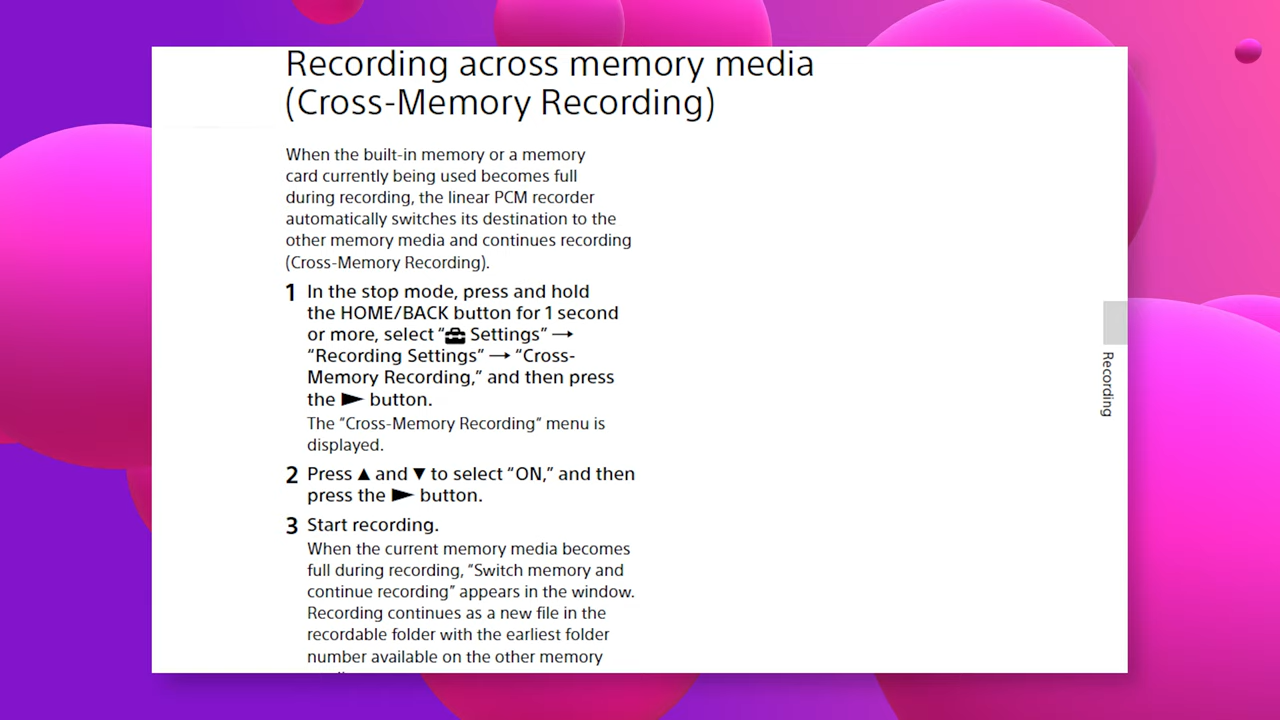 Recording across memory media
(Cross-Memory Recording)
When the built-in memory or a memory
card currently being used becomes full
during recording, the linear PCM recorder
automatically switches its destination to the
other memory media and continues recording
(Cross-Memory Recording).
1 In the stop mode, press and hold
the HOME/BACK button for 1 second
or more, select “ Settings” →
“Recording Settings” → “Cross-
Memory Recording,” and then press
the ► button.
The “Cross-Memory Recording” menu is
displayed.
2 Press ▲ and ▼ to select “ON,” and then
press the ► button.
3 Start recording.
When the current memory media becomes
full during recording, “Switch memory and
continue recording” appears in the window.
Recording continues as a new file in the
recordable folder with the earliest folder
number available on the other memory
Recording